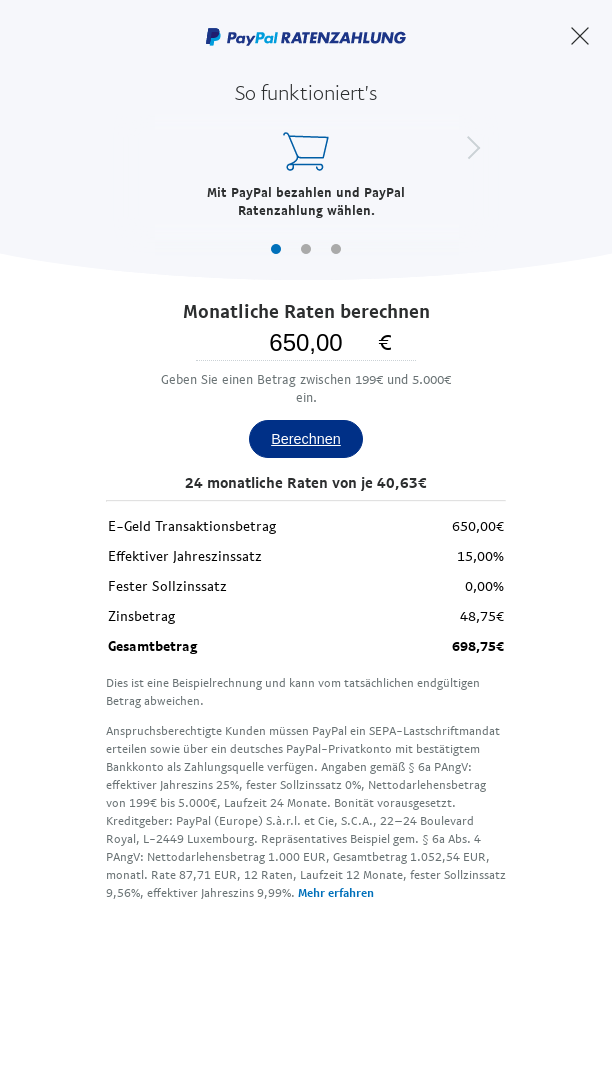 PayPal RATENZAHLUNG
So funktioniert's
Mit PayPal bezahlen und PayPal
Ratenzahlung wählen.
Monatliche Raten berechnen
650,00 €
Geben Sie einen Betrag zwischen 199€ und 5.000€
ein.
Berechnen
24 monatliche Raten von je 40,63€
E-Geld Transaktionsbetrag 650,00€
Effektiver Jahreszinssatz 15,00%
Fester Sollzinssatz 0,00%
Zinsbetrag 48,75€
Gesamtbetrag 698,75€
Dies ist eine Beispielrechnung und kann vom tatsächlichen endgültigen
Betrag abweichen.
Anspruchsberechtigte Kunden müssen PayPal ein SEPA-Lastschriftmandat
erteilen sowie über ein deutsches PayPal-Privatkonto mit bestätigtem
Bankkonto als Zahlungsquelle verfügen. Angaben gemäß § 6a PAngV:
effektiver Jahreszins 25%, fester Sollzinssatz 0%, Nettodarlehensbetrag
von 199€ bis 5.000€, Laufzeit 24 Monate. Bonität vorausgesetzt.
Kreditgeber: PayPal (Europe) S.à.r.l. et Cie, S.C.A., 22–24 Boulevard
Royal, L-2449 Luxembourg. Repräsentatives Beispiel gem. § 6a Abs. 4
PAngV: Nettodarlehensbetrag 1.000 EUR, Gesamtbetrag 1.052,54 EUR,
monatl. Rate 87,71 EUR, 12 Raten, Laufzeit 12 Monate, fester Sollzinssatz
9,56%, effektiver Jahreszins 9,99%. Mehr erfahren